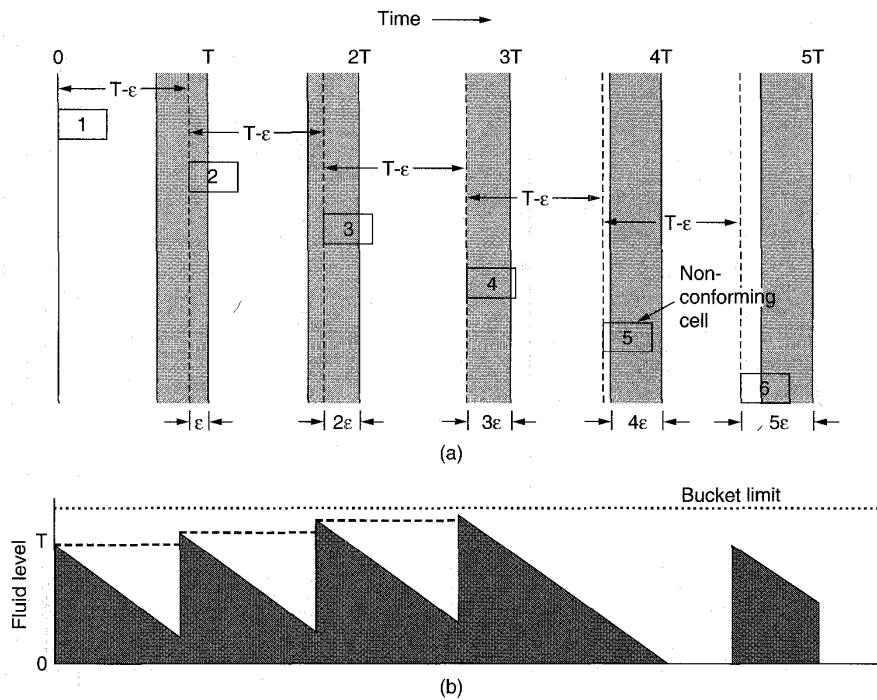 Time
0 T 2T 3T 4T 5T
T-ε
1
T-ε
2
T-ε
3
T-ε
4
T-ε
Non-
conforming
cell
5
6
ε 2ε 3ε 4ε 5ε
(a)
Bucket limit
T
Fluid level
0
(b)